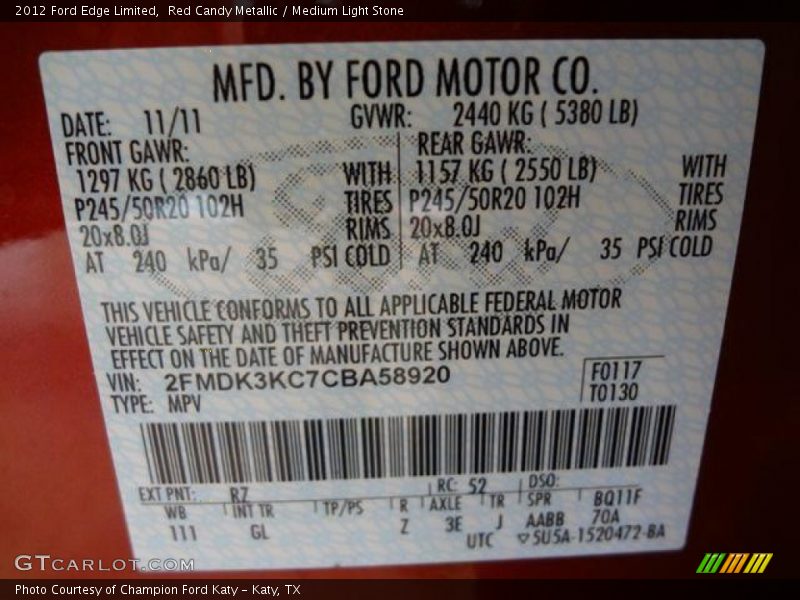 2012 Ford Edge Limited,  Red Candy Metallic / Medium Light Stone
MFD. BY FORD MOTOR CO.
DATE: 11/11 GVWR: 2440 KG ( 5380 LB)
FRONT GAWR: REAR GAWR:
1297 KG ( 2860 LB) WITH 1157 KG ( 2550 LB) WITH
P245/50R20 102H TIRES P245/50R20 102H TIRES
20x8.0J RIMS 20x8.0J RIMS
AT 240 kPa/ 35 PSI COLD AT 240 kPa/ 35 PSI COLD
THIS VEHICLE CONFORMS TO ALL APPLICABLE FEDERAL MOTOR
VEHICLE SAFETY AND THEFT PREVENTION STANDARDS IN
EFFECT ON THE DATE OF MANUFACTURE SHOWN ABOVE.
VIN: 2FMDK3KC7CBA58920 F0117
TYPE: MPV T0130
EXT PNT: RZ RC: 52 DSO:
WB INT TR TP/PS R AXLE TR SPR BQ11F
111 GL Z 3E J AABB 70A
UTC ▽5U5A-1520472-BA
GTCARLOT.COM
Photo Courtesy of Champion Ford Katy – Katy, TX